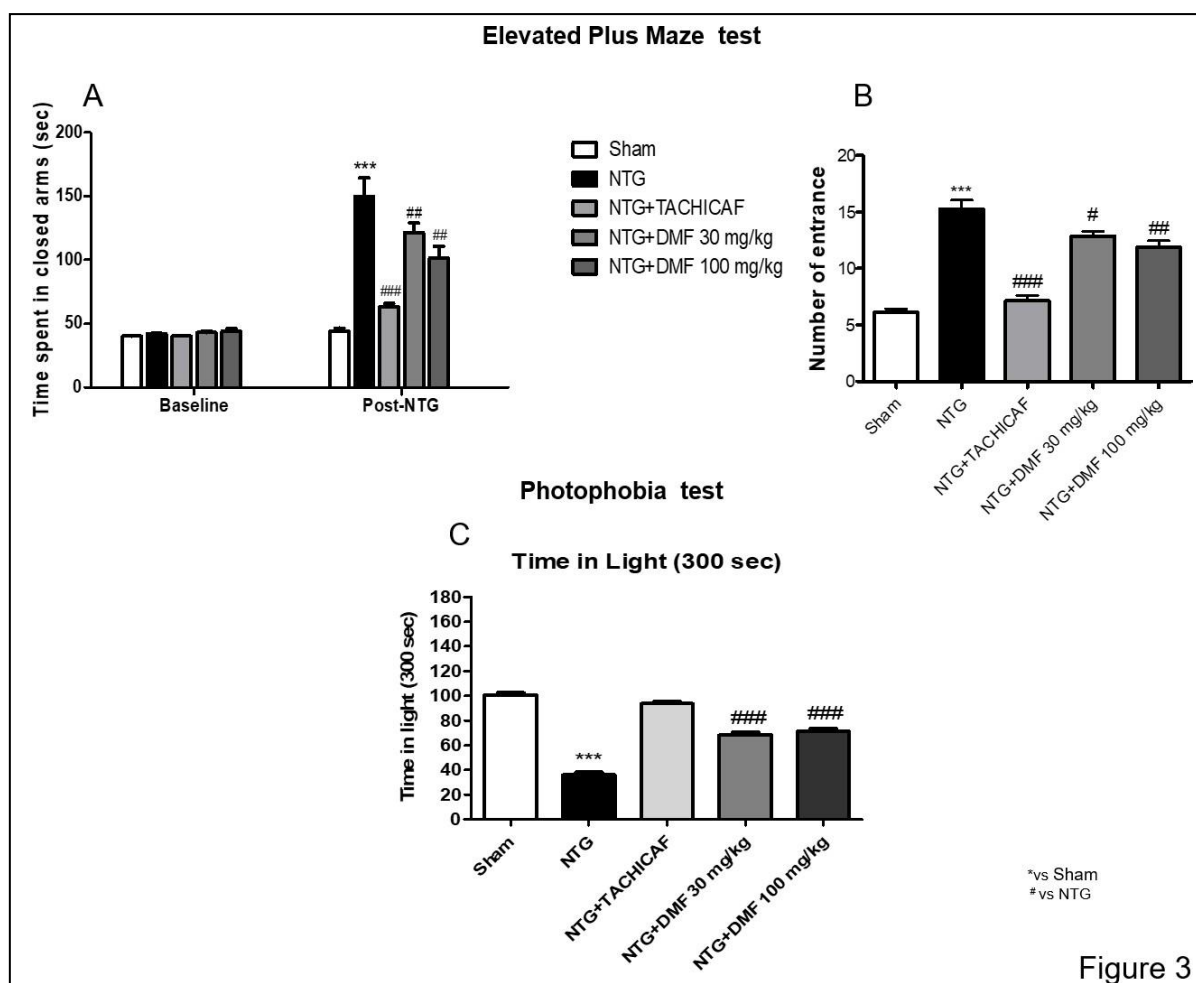 Elevated Plus Maze test
A
Time spent in closed arms (sec)
200
150
100
50
0
***
###
##
##
Baseline
Post-NTG
Sham
NTG
NTG+TACHICAF
NTG+DMF 30 mg/kg
NTG+DMF 100 mg/kg
B
Number of entrance
20
15
10
5
0
***
###
#
##
Sham
NTG
NTG+TACHICAF
NTG+DMF 30 mg/kg
NTG+DMF 100 mg/kg
Photophobia test
C
Time in Light (300 sec)
Time in light (300 sec)
180
160
140
120
100
80
60
40
20
0
***
###
###
Sham
NTG
NTG+TACHICAF
NTG+DMF 30 mg/kg
NTG+DMF 100 mg/kg
*vs Sham
# vs NTG
Figure 3